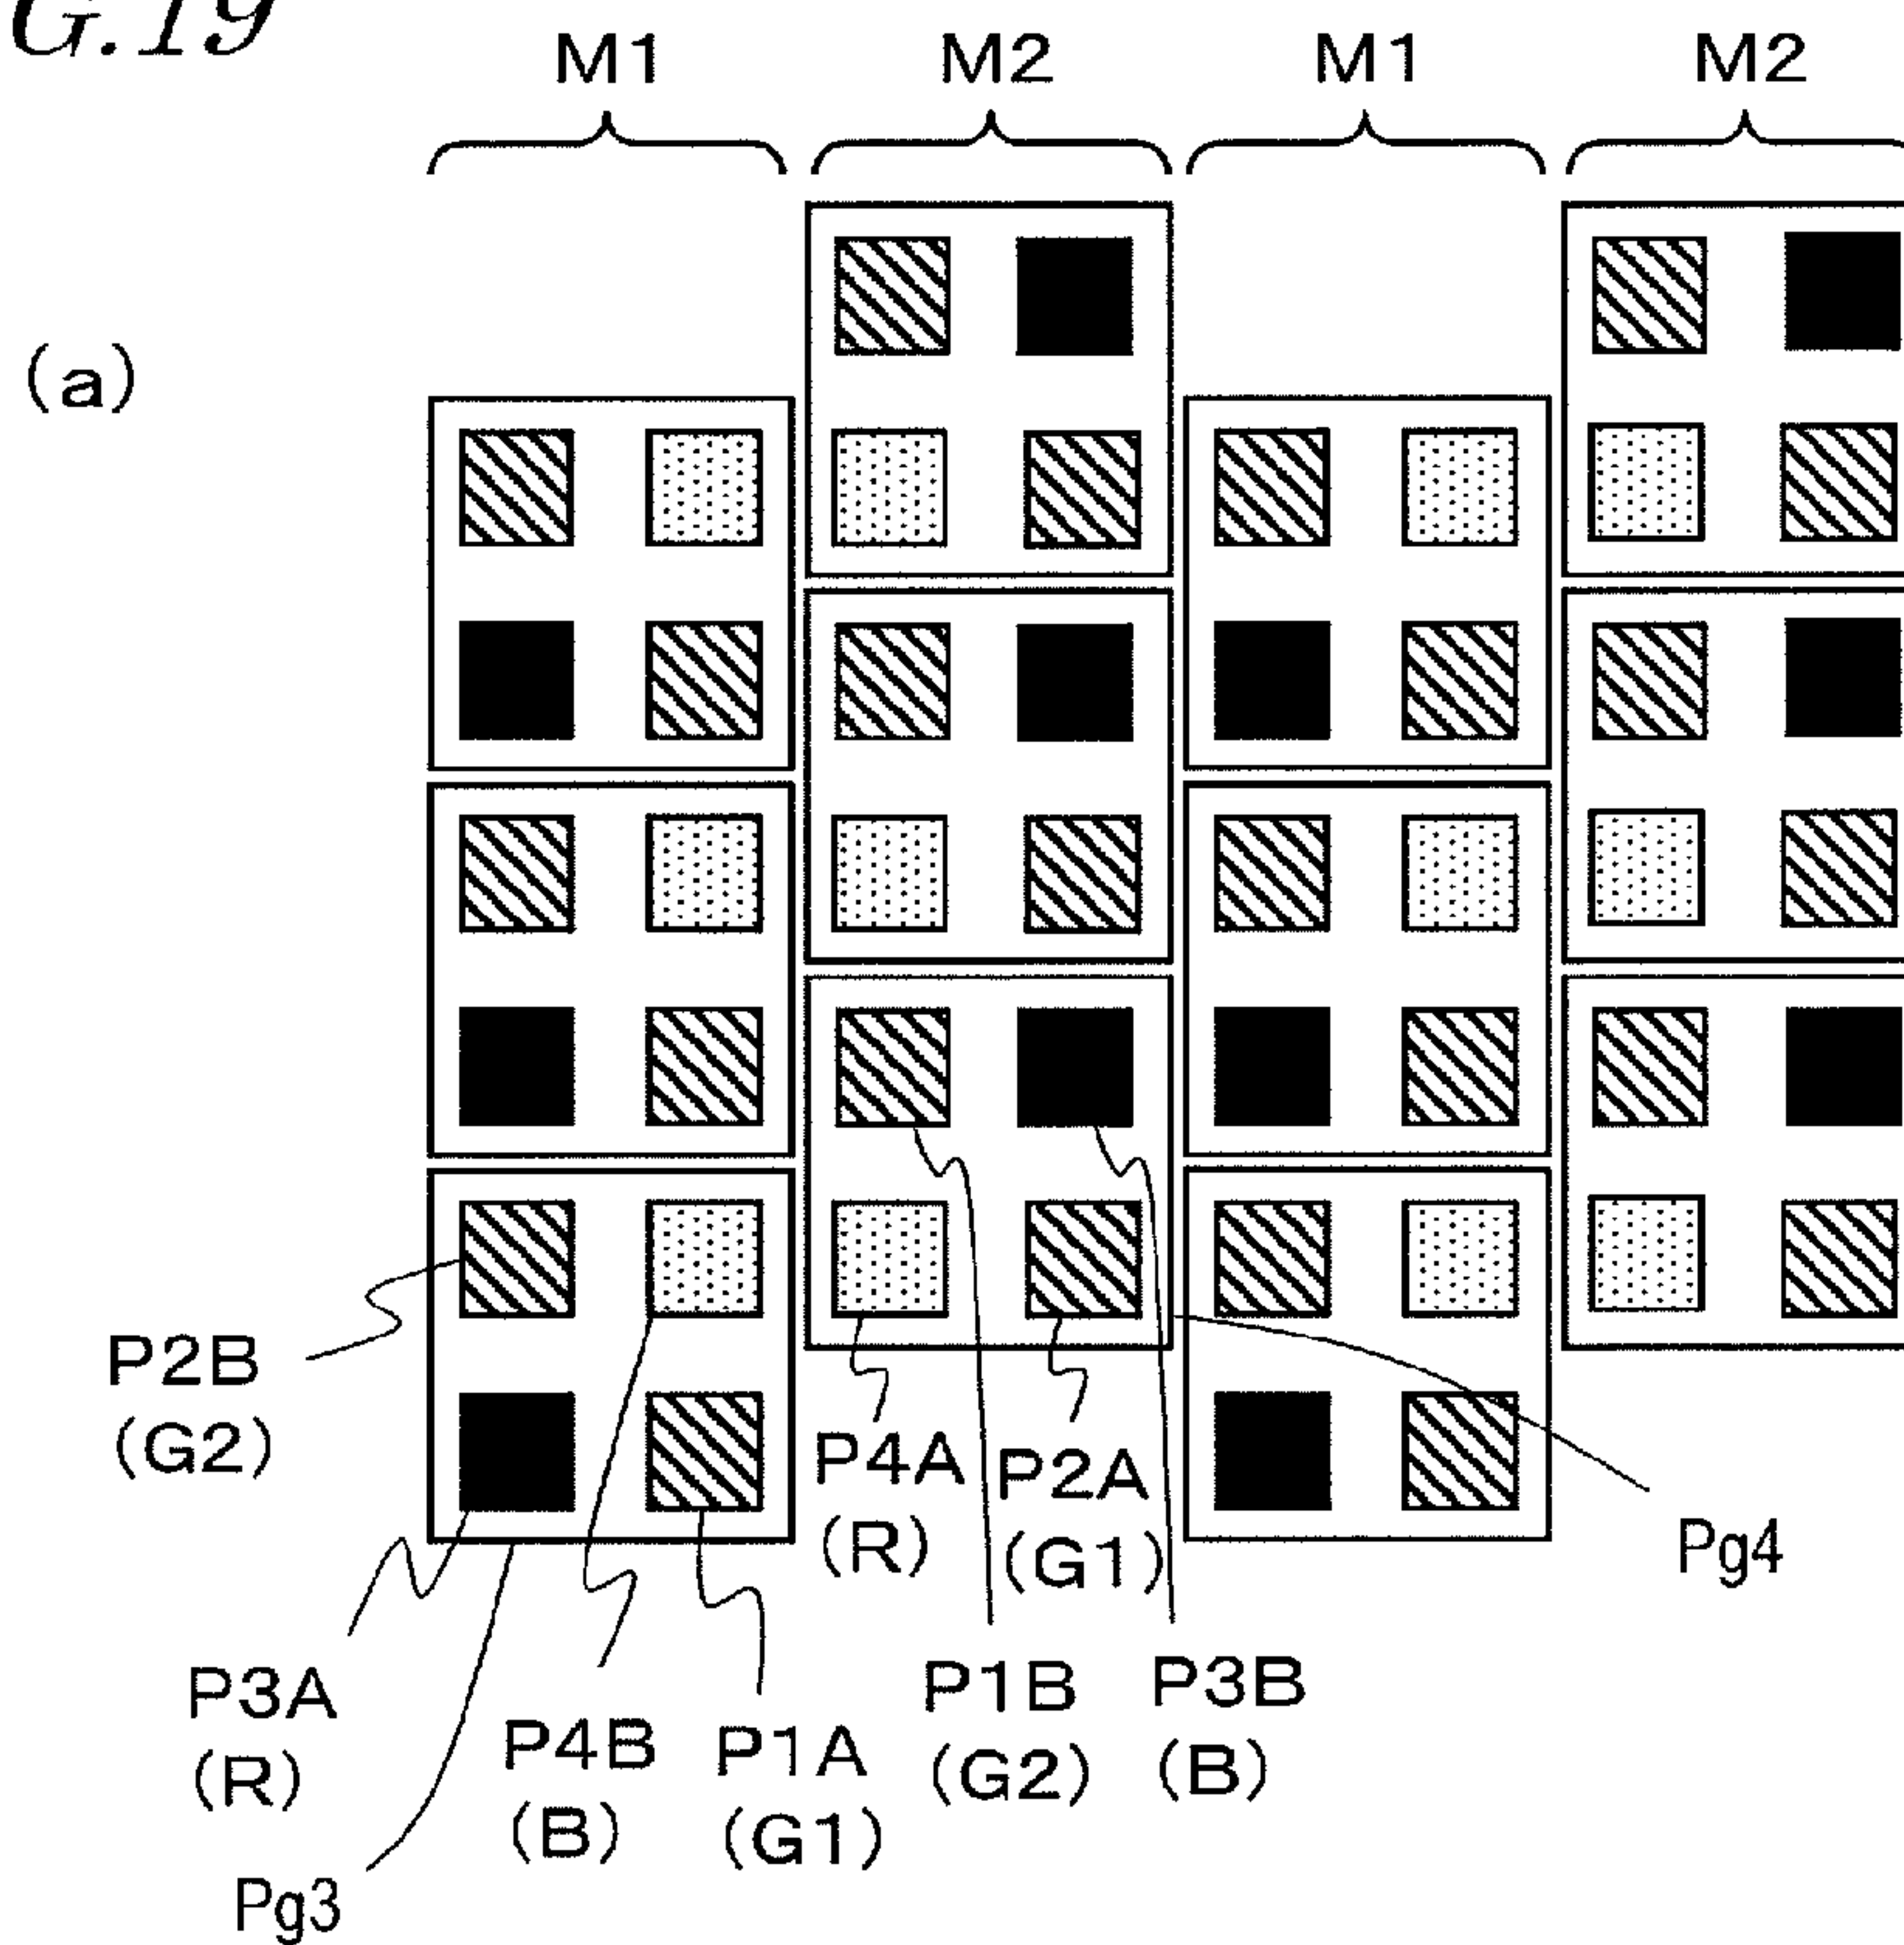 G.19
M1 M2 M1 M2
(a)
P2B
(G2)
P4A
(R)
P2A
(G1)
Pg4
P3A
(R)
P4B
(B)
P1A
(G1)
P1B
(G2)
P3B
(B)
Pg3